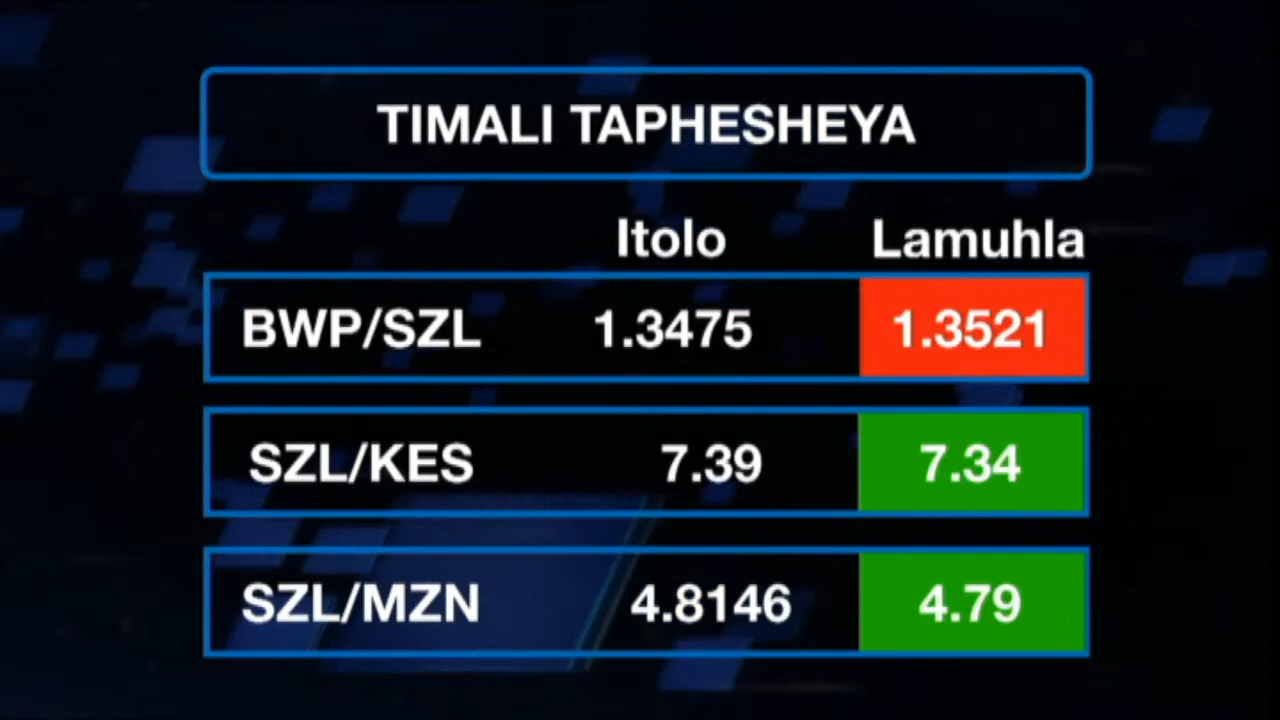 TIMALI TAPHESHEYA
Itolo Lamuhla
BWP/SZL 1.3475 1.3521
SZL/KES 7.39 7.34
SZL/MZN 4.8146 4.79